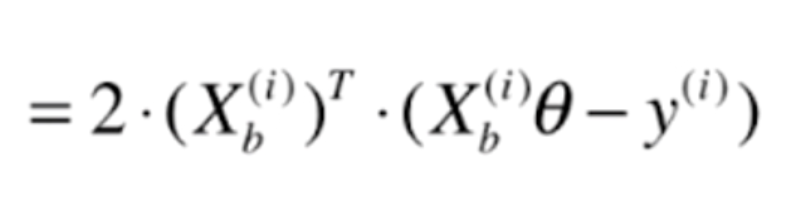 = 2 · (X_b^{(i)})^T · (X_b^{(i)}θ − y^{(i)})